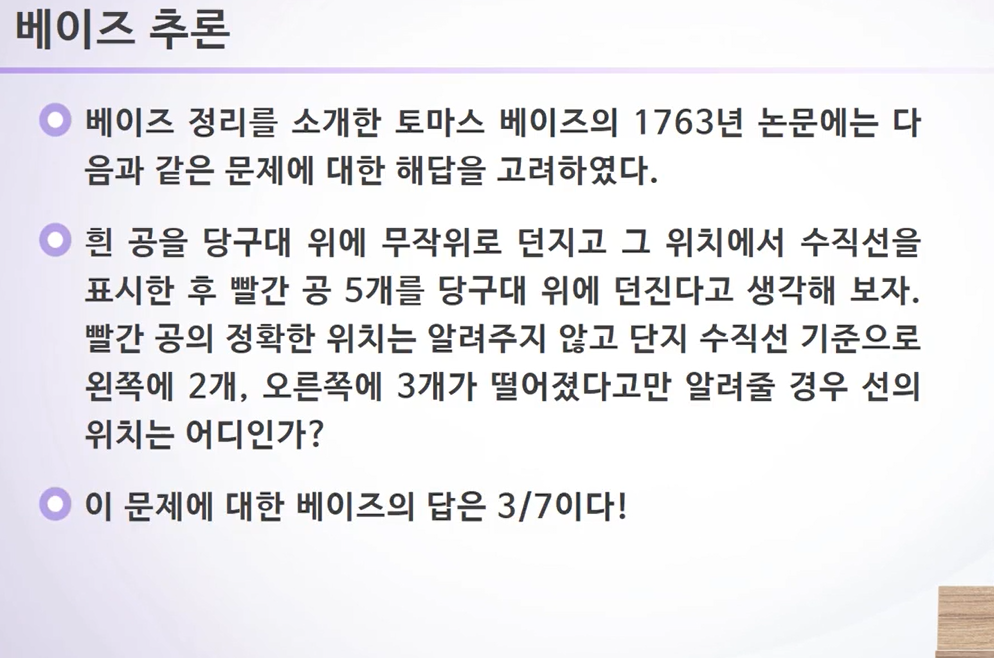 베이즈 추론
베이즈 정리를 소개한 토마스 베이즈의 1763년 논문에는 다
음과 같은 문제에 대한 해답을 고려하였다.
흰 공을 당구대 위에 무작위로 던지고 그 위치에서 수직선을
표시한 후 빨간 공 5개를 당구대 위에 던진다고 생각해 보자.
빨간 공의 정확한 위치는 알려주지 않고 단지 수직선 기준으로
왼쪽에 2개, 오른쪽에 3개가 떨어졌다고만 알려줄 경우 선의
위치는 어디인가?
이 문제에 대한 베이즈의 답은 3/7이다!